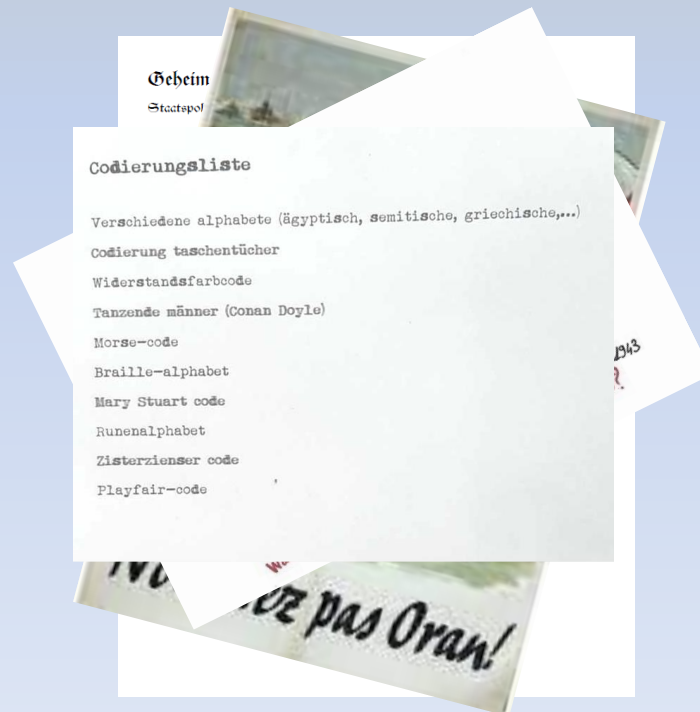 Geheim
Staatspol
Codierungsliste
Verschiedene alphabete (ägyptisch, semitische, griechische,...)
Codierung taschentücher
Widerstandsfarbcode
Tanzende männer (Conan Doyle)
Morse-code
Braille-alphabet
Mary Stuart code
Runenalphabet
Zisterzienser code
Playfair-code
1943
?
pas Oran!